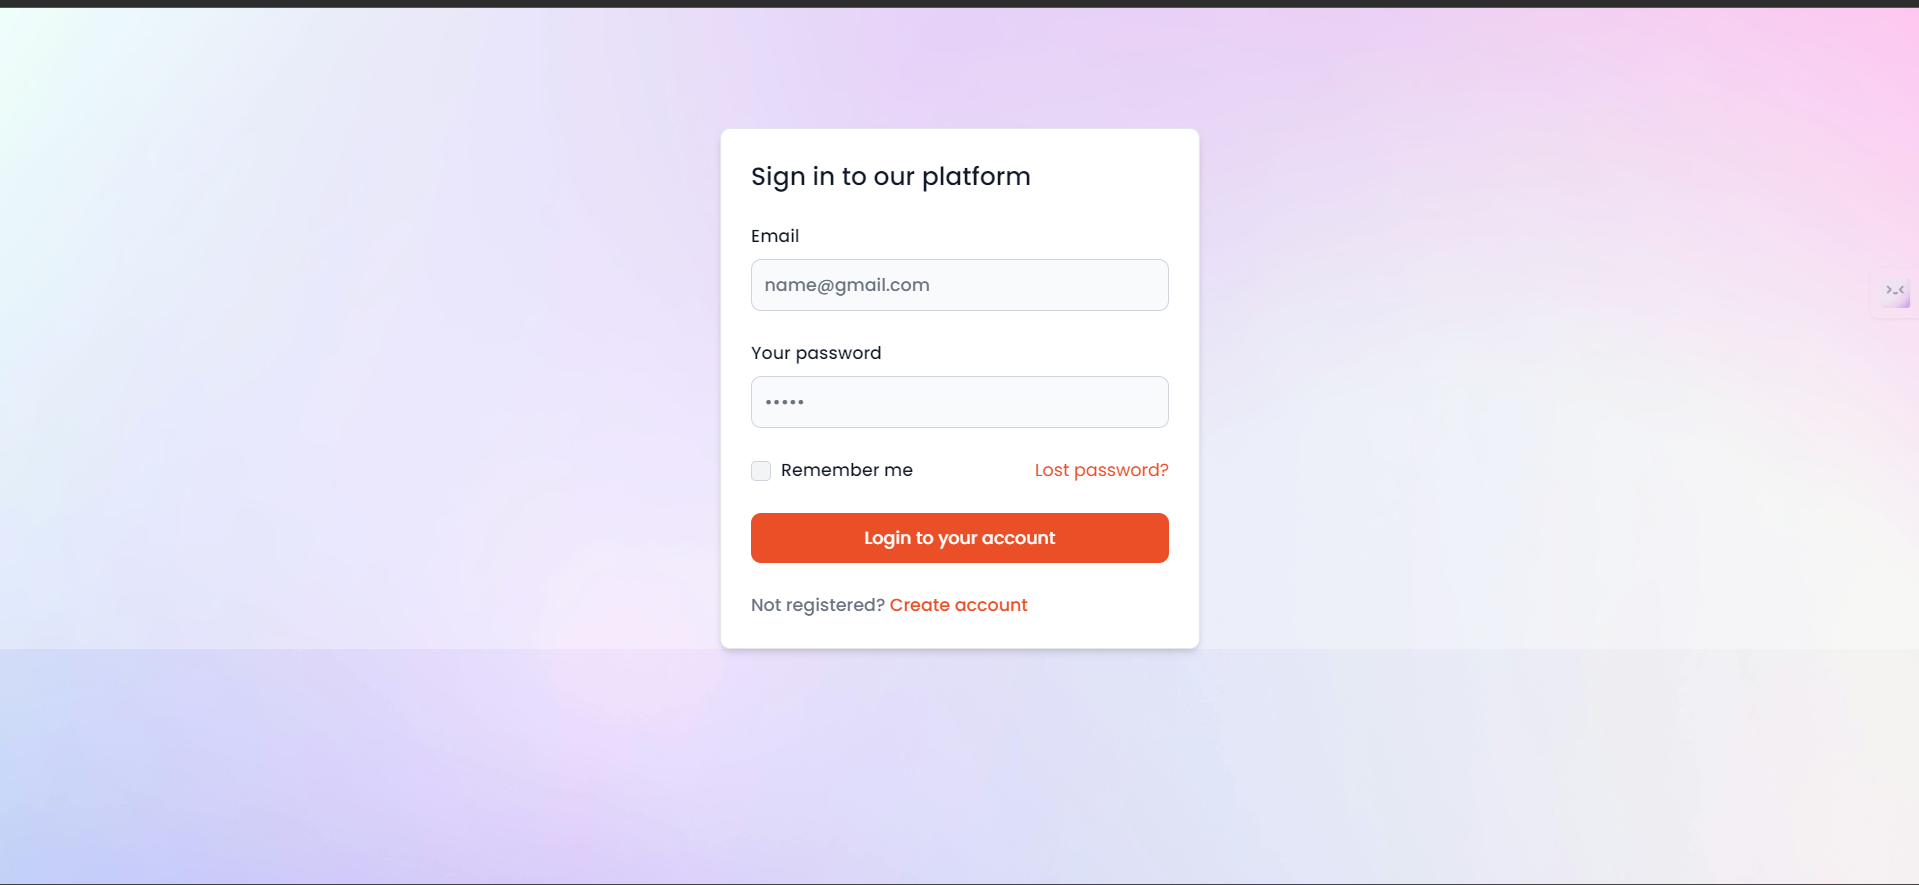 Sign in to our platform
Email
name@gmail.com
Your password
•••••
Remember me
Lost password?
Login to your account
Not registered? Create account